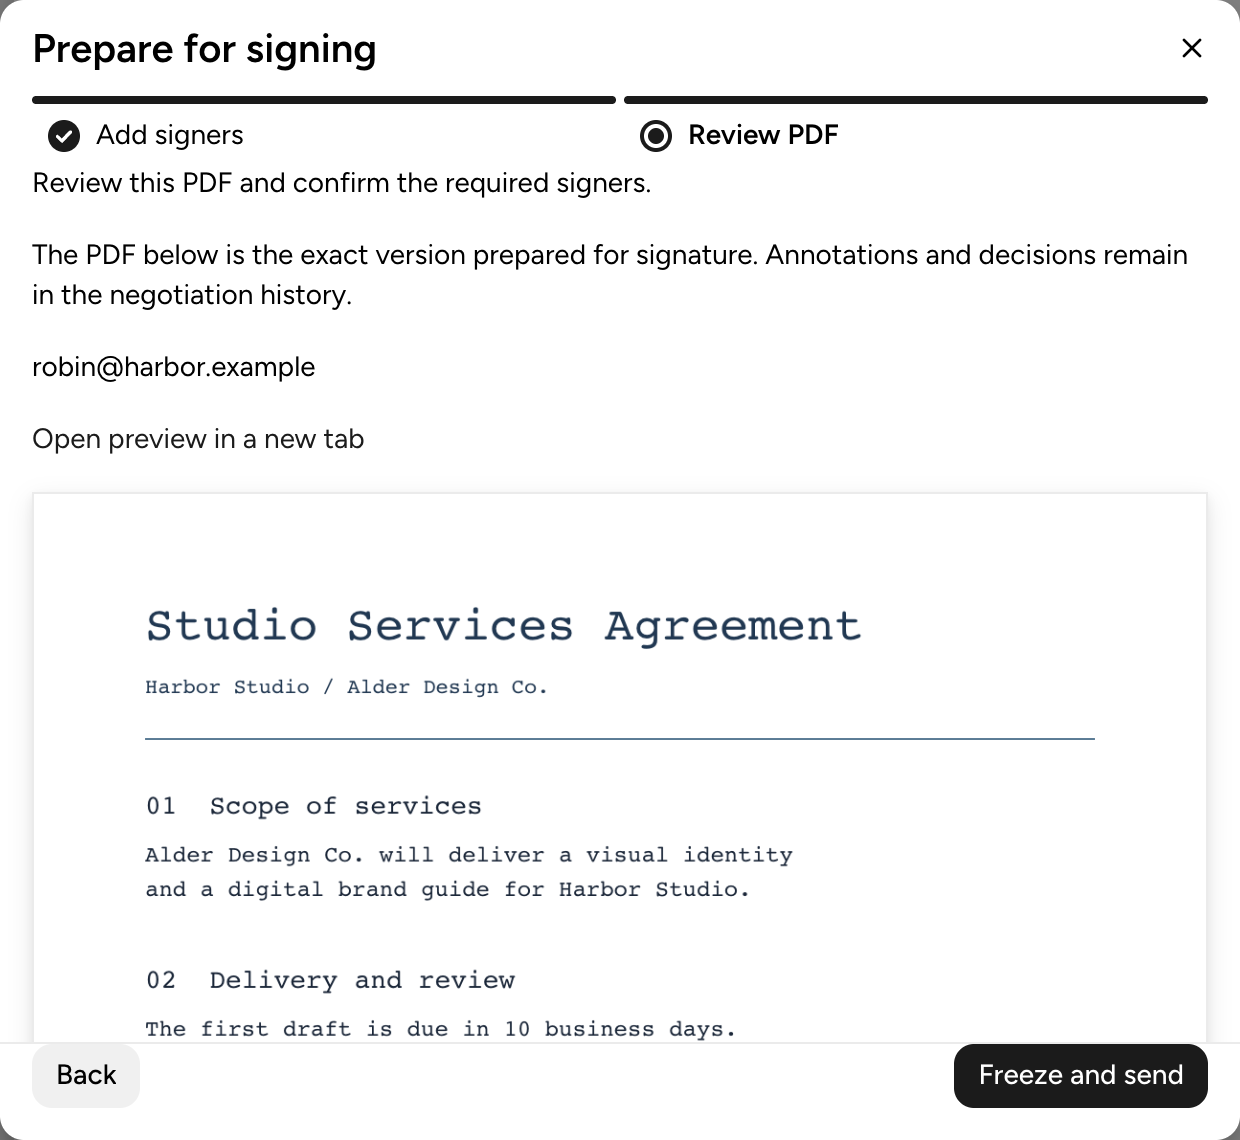 Prepare for signing
Add signers
Review PDF
Review this PDF and confirm the required signers.
The PDF below is the exact version prepared for signature. Annotations and decisions remain
in the negotiation history.
robin@harbor.example
Open preview in a new tab
Studio Services Agreement
Harbor Studio / Alder Design Co.
01 Scope of services
Alder Design Co. will deliver a visual identity
and a digital brand guide for Harbor Studio.
02 Delivery and review
The first draft is due in 10 business days.
Back
Freeze and send